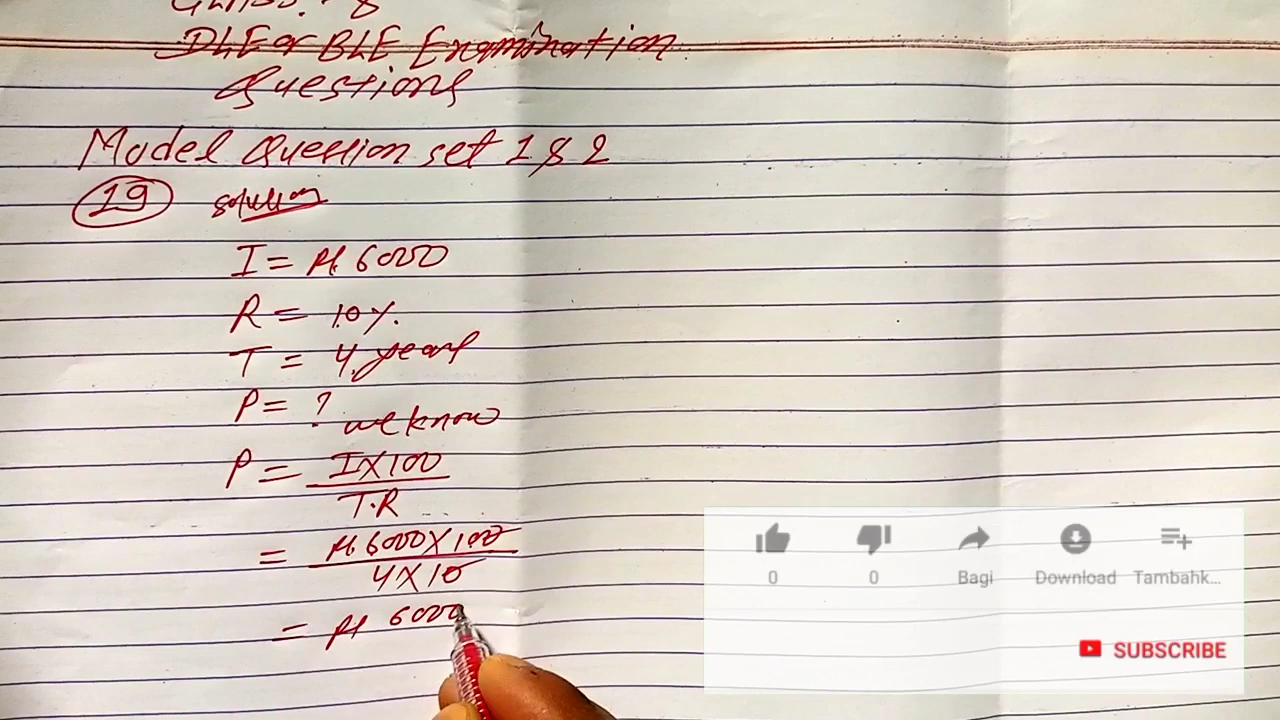 DLE or BLE Examination
Questions
Model Question set 1 & 2
19 solution
I = Rs. 6000
R = 10%.
T = 4 years
P = ?
we know
P = I×100
T.R
= Rs. 6000×100
4×10
= Rs 6000
0 0 Bagi Download Tambahk...
SUBSCRIBE